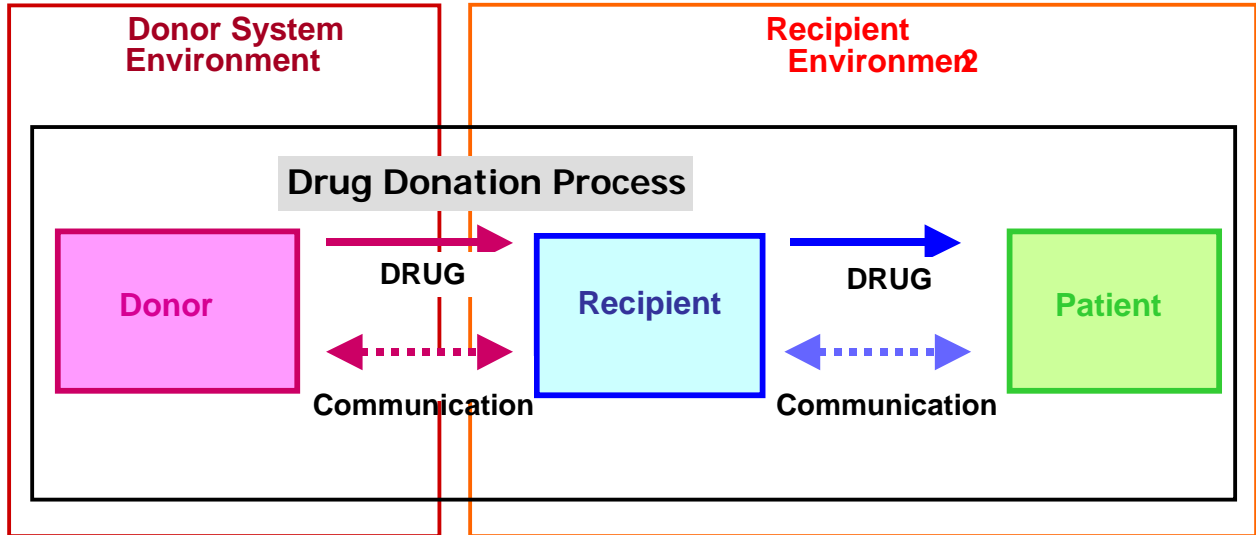 Donor System
Environment
Recipient
Environment2
Drug Donation Process
DRUG
DRUG
Donor
Recipient
Patient
Communication
Communication